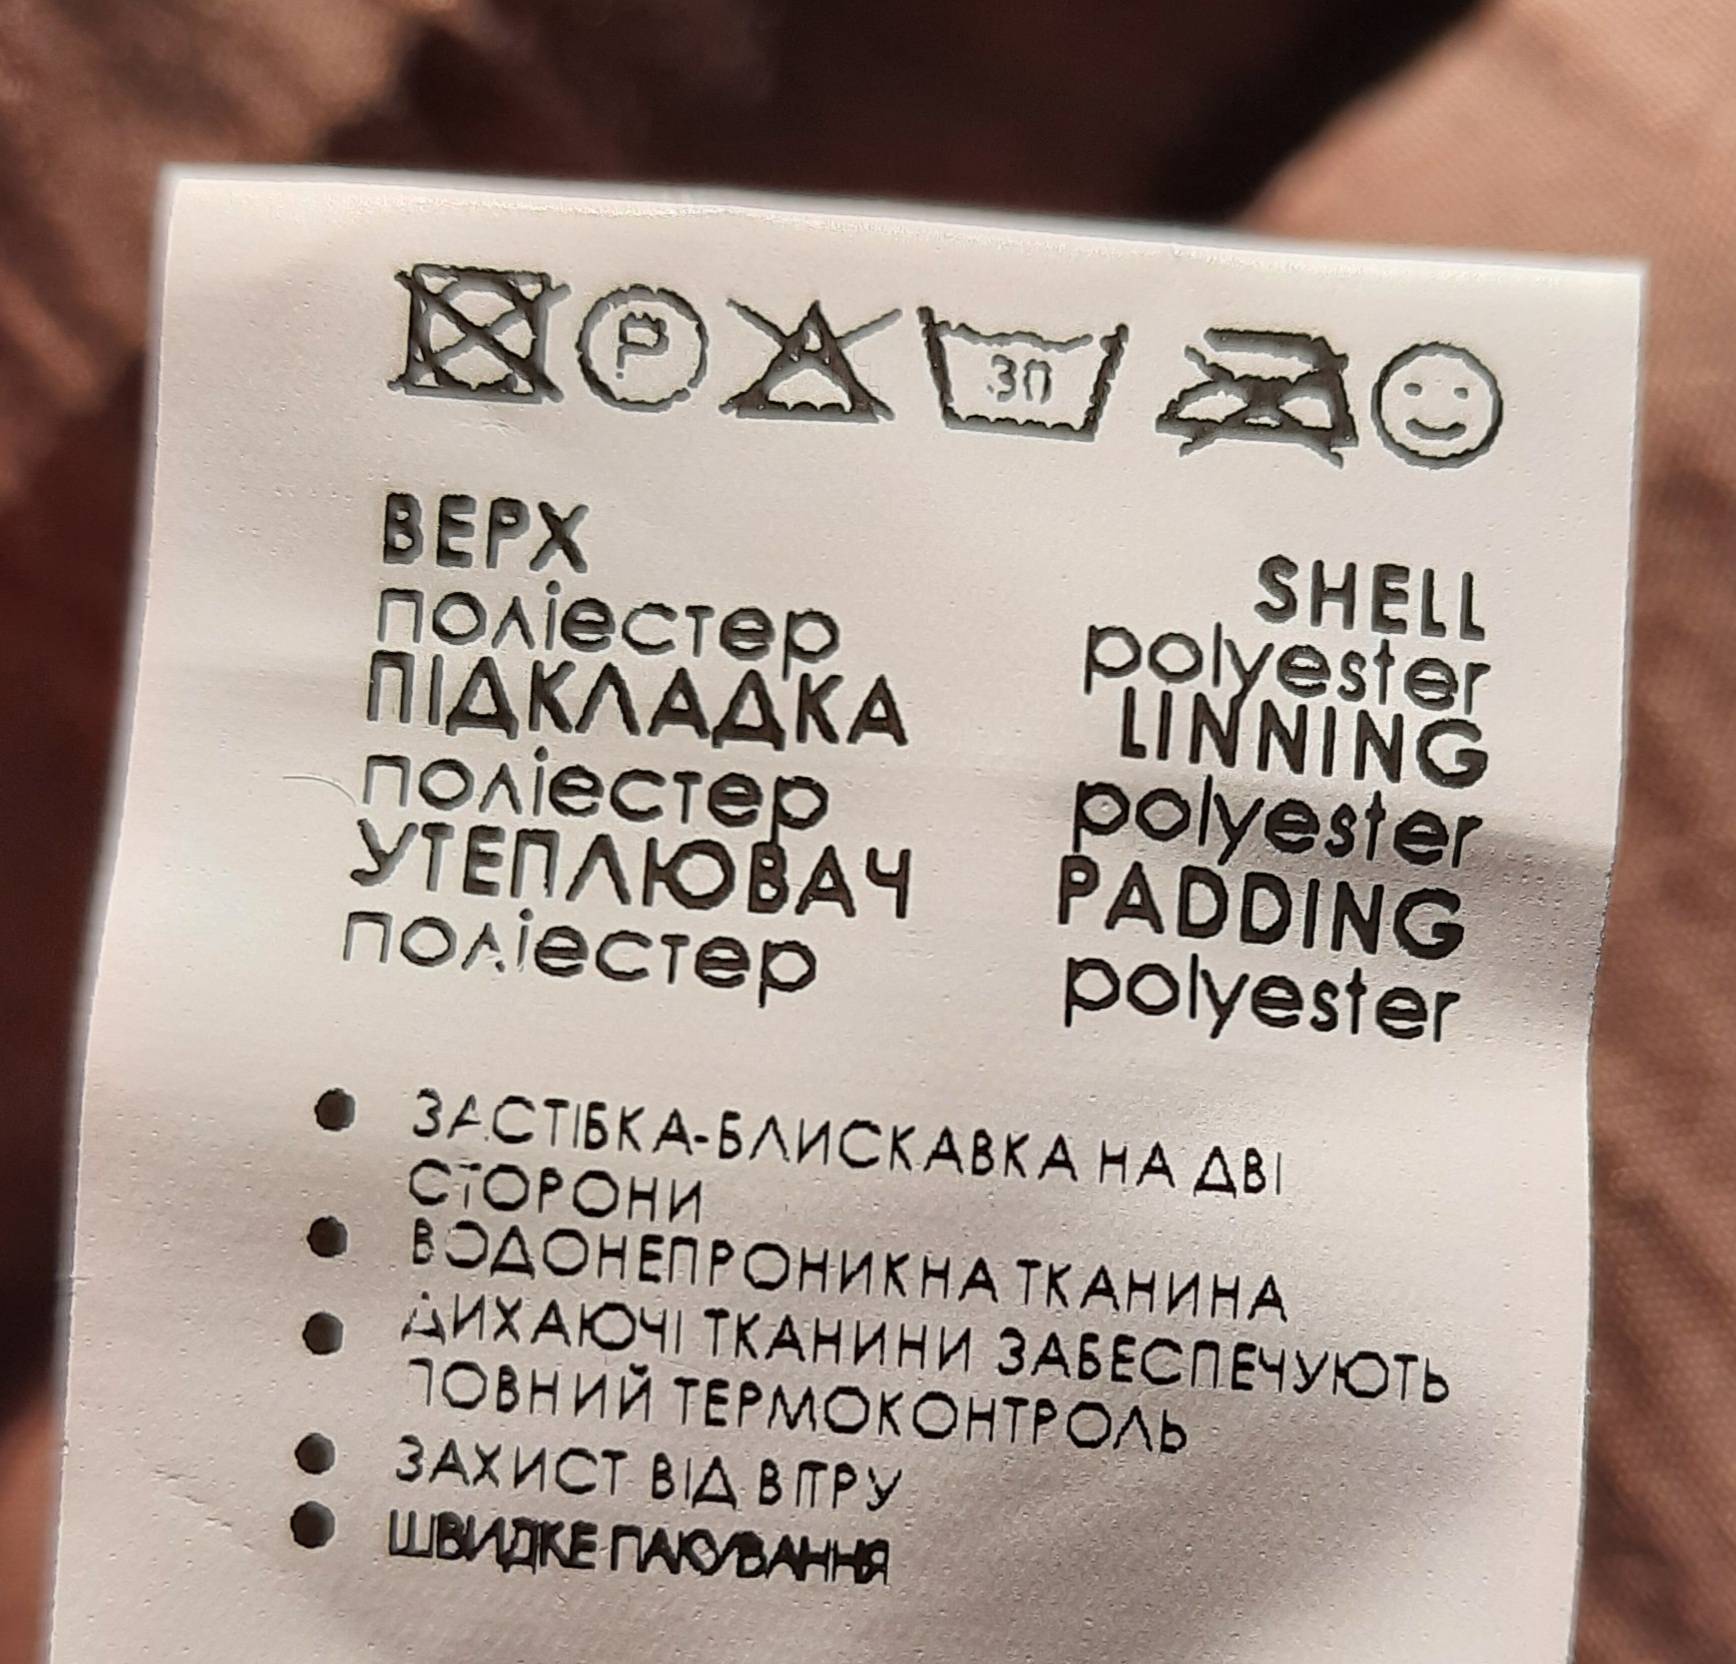 P 30
ВЕРХ
поліестер
ПІДКЛАДКА
поліестер
УТЕПЛЮВАЧ
поліестер
SHELL
polyester
LINNING
polyester
PADDING
polyester
● ЗАСТІБКА-БЛИСКАВКА НА ДВІ
СТОРОНИ
● ВОДОНЕПРОНИКНА ТКАНИНА
● ДИХАЮЧІ ТКАНИНИ ЗАБЕСПЕЧУЮТЬ
ПОВНИЙ ТЕРМОКОНТРОЛЬ
● ЗАХИСТ ВІД ВІТРУ
● ШВИДКЕ ПАКУВАННЯ